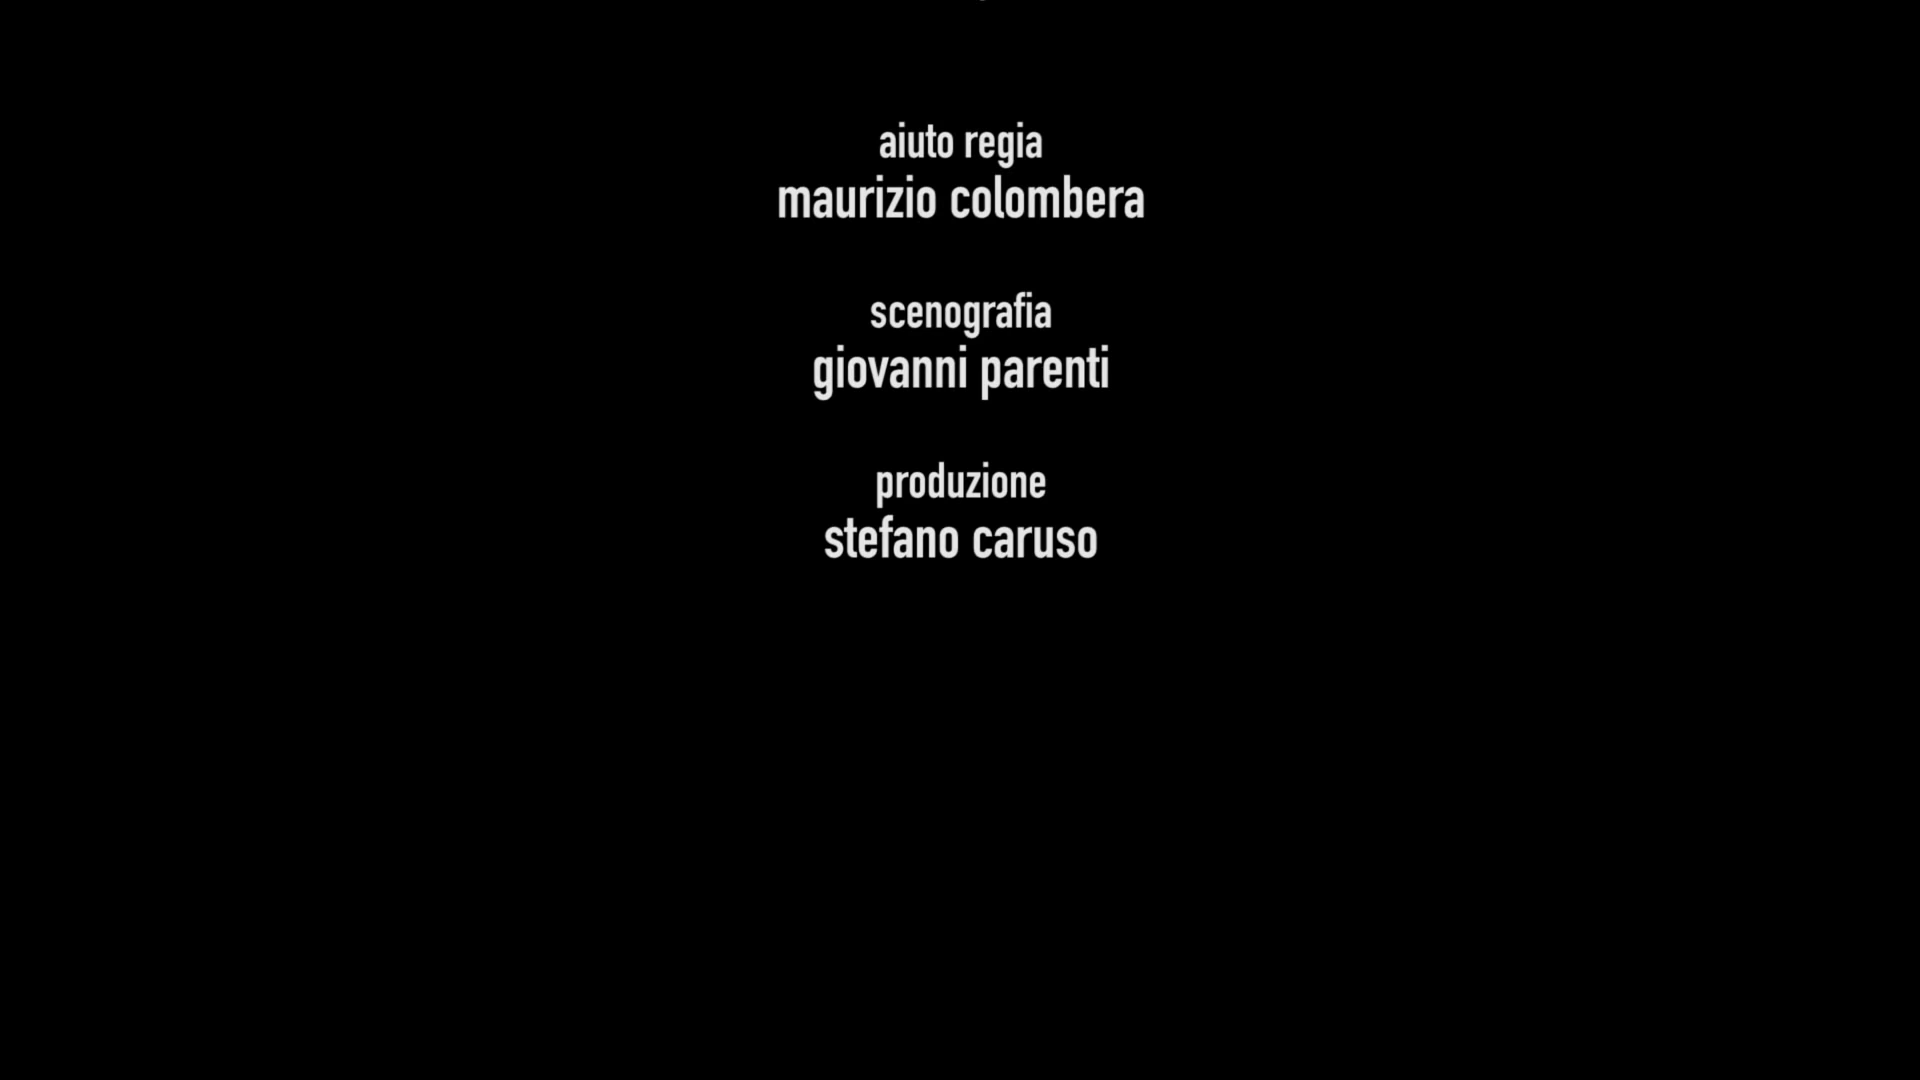 aiuto regia
maurizio colombera
scenografia
giovanni parenti
produzione
stefano caruso